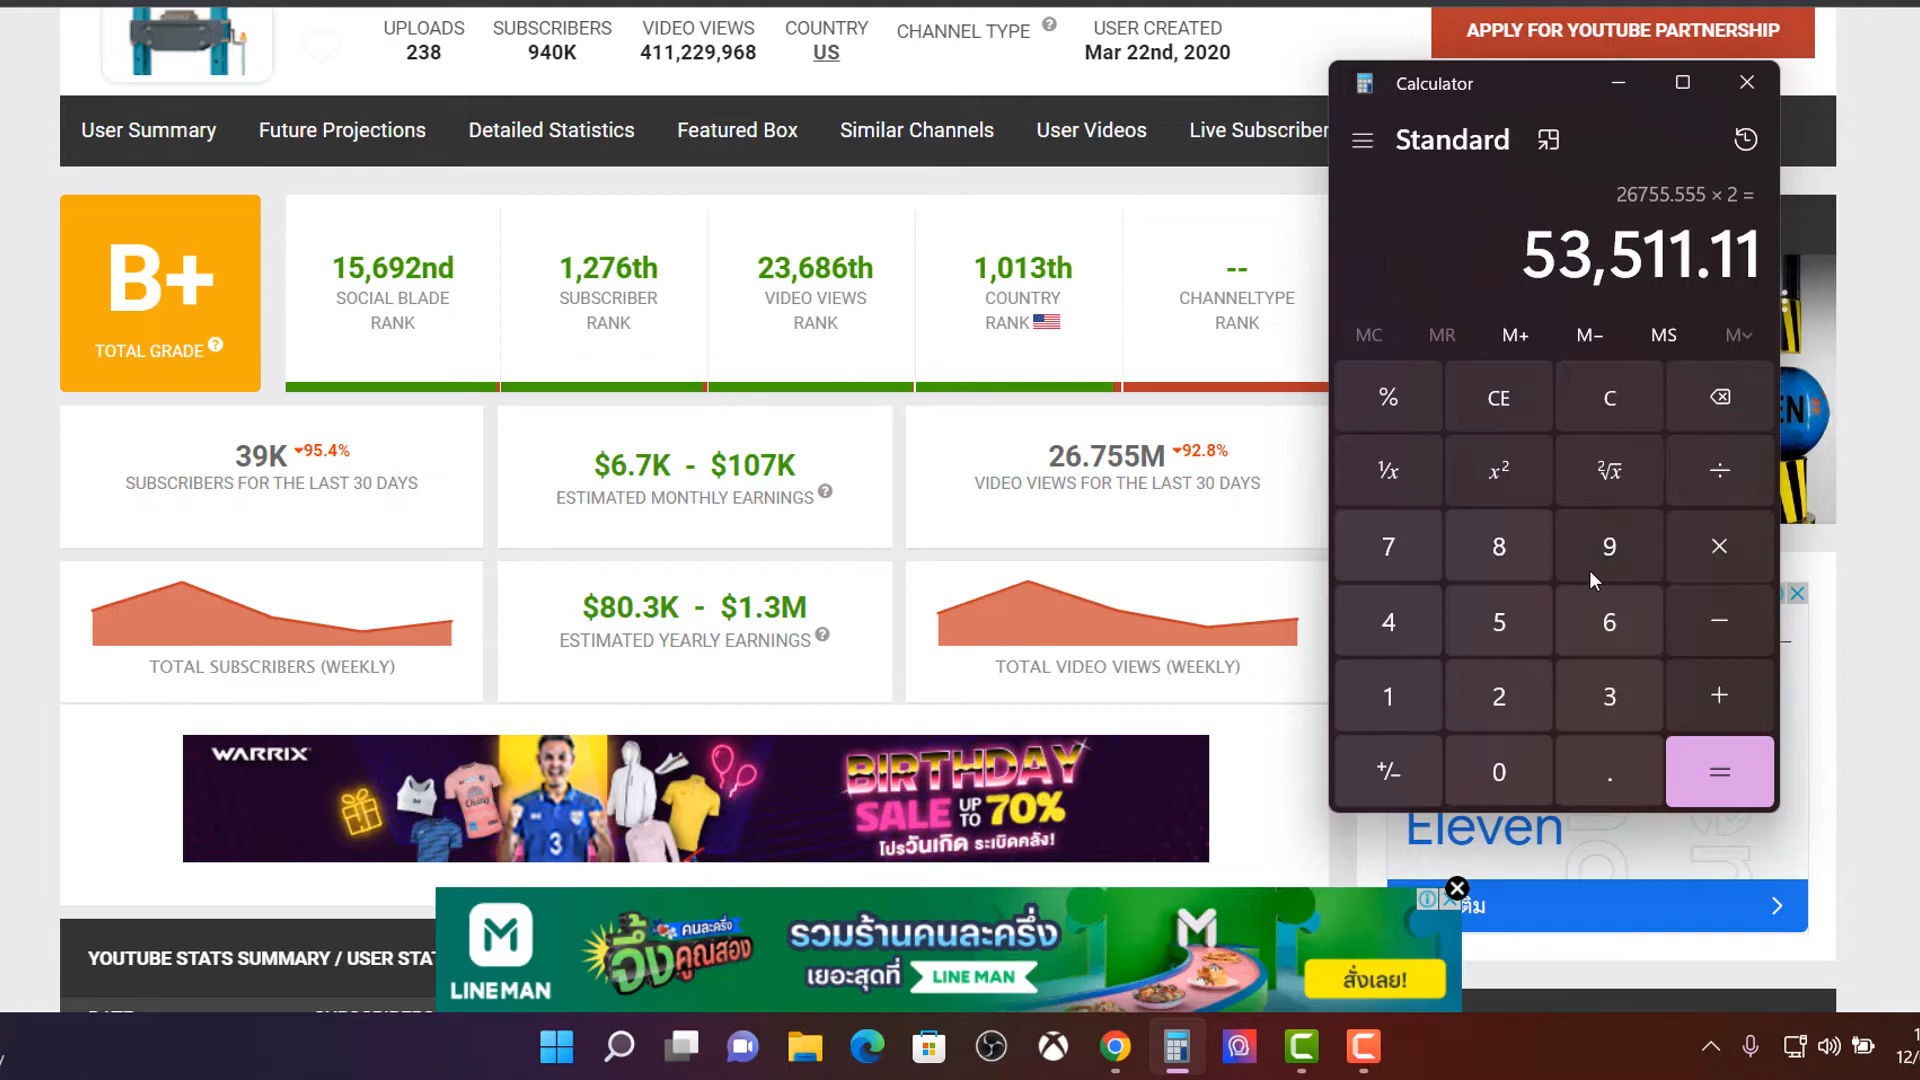 UPLOADS
238
SUBSCRIBERS
940K
VIDEO VIEWS
411,229,968
COUNTRY
US
CHANNEL TYPE
USER CREATED
Mar 22nd, 2020
APPLY FOR YOUTUBE PARTNERSHIP
User Summary
Future Projections
Detailed Statistics
Featured Box
Similar Channels
User Videos
Live Subscriber
B+
TOTAL GRADE
15,692nd
SOCIAL BLADE
RANK
1,276th
SUBSCRIBER
RANK
23,686th
VIDEO VIEWS
RANK
1,013th
COUNTRY
RANK
--
CHANNELTYPE
RANK
39K 95.4%
SUBSCRIBERS FOR THE LAST 30 DAYS
$6.7K - $107K
ESTIMATED MONTHLY EARNINGS
26.755M 92.8%
VIDEO VIEWS FOR THE LAST 30 DAYS
TOTAL SUBSCRIBERS (WEEKLY)
$80.3K - $1.3M
ESTIMATED YEARLY EARNINGS
TOTAL VIDEO VIEWS (WEEKLY)
WARRIX
BIRTHDAY
SALE UP TO 70%
โปรวันเกิด ระเบิดคลัง!
YOUTUBE STATS SUMMARY / USER STAT
LINE MAN
คนละครึ่ง
จึ้งคูณสอง
รวมร้านคนละครึ่ง
เยอะสุดที่ LINE MAN
สั่งเลย!
Eleven
Calculator
Standard
26755.555 × 2 =
53,511.11
MC MR M+ M− MS M
% CE C
¹/x x² ²√x ÷
7 8 9 ×
4 5 6 −
1 2 3 +
+/− 0 . =
12/